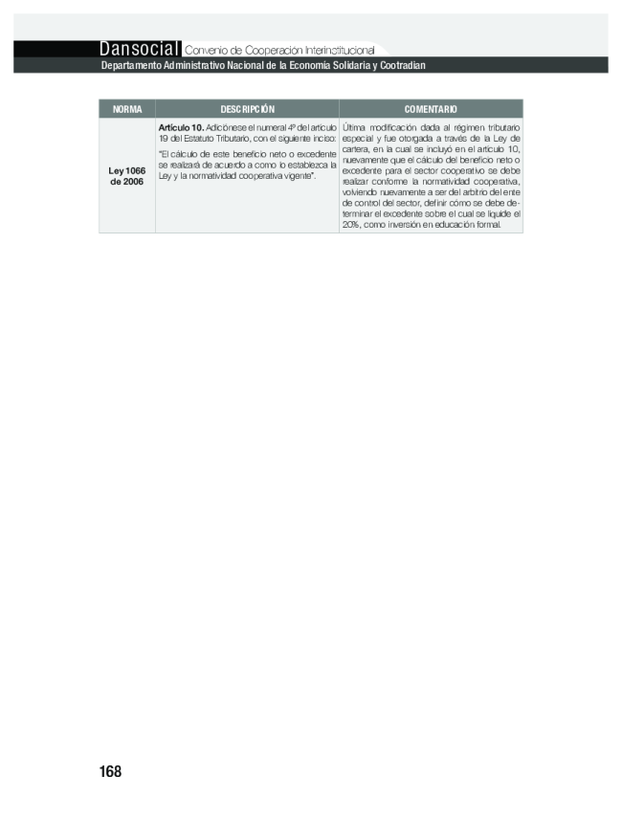 Dansocial Convenio de Cooperación Interinstitucional
Departamento Administrativo Nacional de la Economía Solidaria y Cootradian
NORMA DESCRIPCIÓN COMENTARIO
Ley 1066
de 2006
Artículo 10. Adiciónese el numeral 4º del artículo
19 del Estatuto Tributario, con el siguiente inciso:
"El cálculo de este beneficio neto o excedente
se realizará de acuerdo a como lo establezca la
Ley y la normatividad cooperativa vigente".
Última modificación dada al régimen tributario
especial y fue otorgada a través de la Ley de
cartera, en la cual se incluyó en el artículo 10,
nuevamente que el cálculo del beneficio neto o
excedente para el sector cooperativo se debe
realizar conforme la normatividad cooperativa,
volviendo nuevamente a ser del arbitrio del ente
de control del sector, definir cómo se debe de-
terminar el excedente sobre el cual se liquide el
20%, como inversión en educación formal.
168